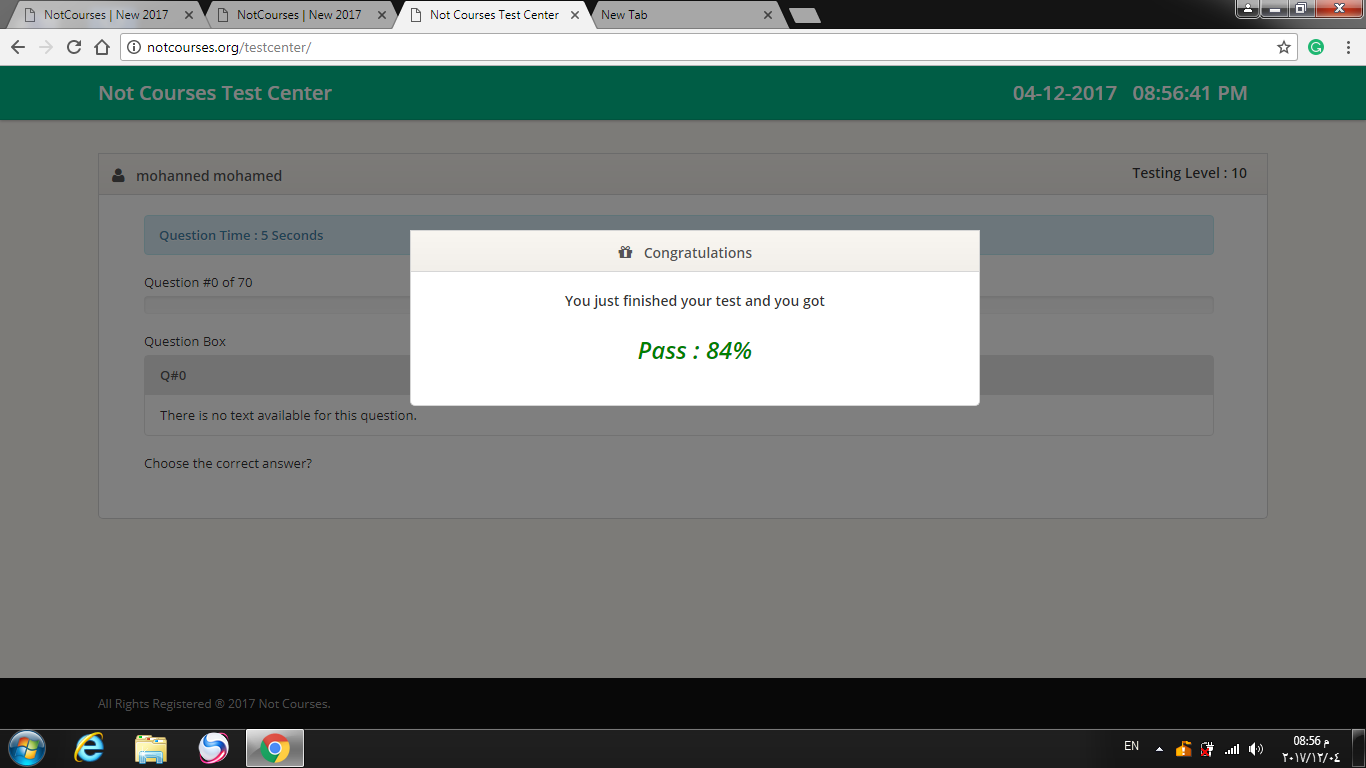 NotCourses | New 2017
NotCourses | New 2017
Not Courses Test Center
New Tab
notcourses.org/testcenter/
Not Courses Test Center
04-12-2017 08:56:41 PM
mohanned mohamed
Testing Level : 10
Question Time : 5 Seconds
Congratulations
Question #0 of 70
You just finished your test and you got
Question Box
Pass : 84%
Q#0
There is no text available for this question.
Choose the correct answer?
All Rights Registered ® 2017 Not Courses.
EN
08:56 م
٢٠١٧/١٢/٠٤